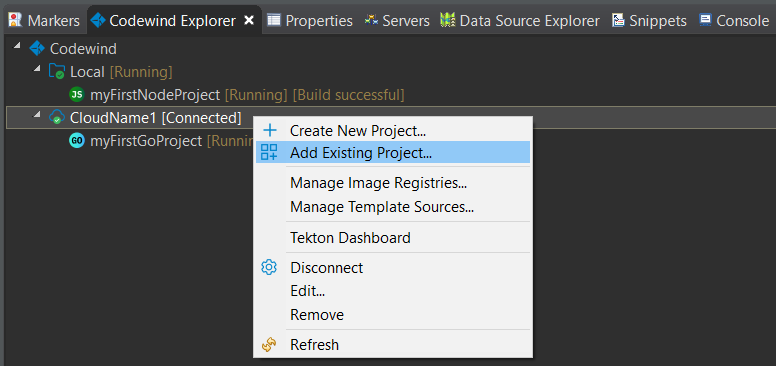 Markers Codewind Explorer Properties Servers Data Source Explorer Snippets Console
Codewind
Local [Running]
JS myFirstNodeProject [Running] [Build successful]
CloudName1 [Connected]
GO myFirstGoProject [Runnin
Create New Project...
Add Existing Project...
Manage Image Registries...
Manage Template Sources...
Tekton Dashboard
Disconnect
Edit...
Remove
Refresh